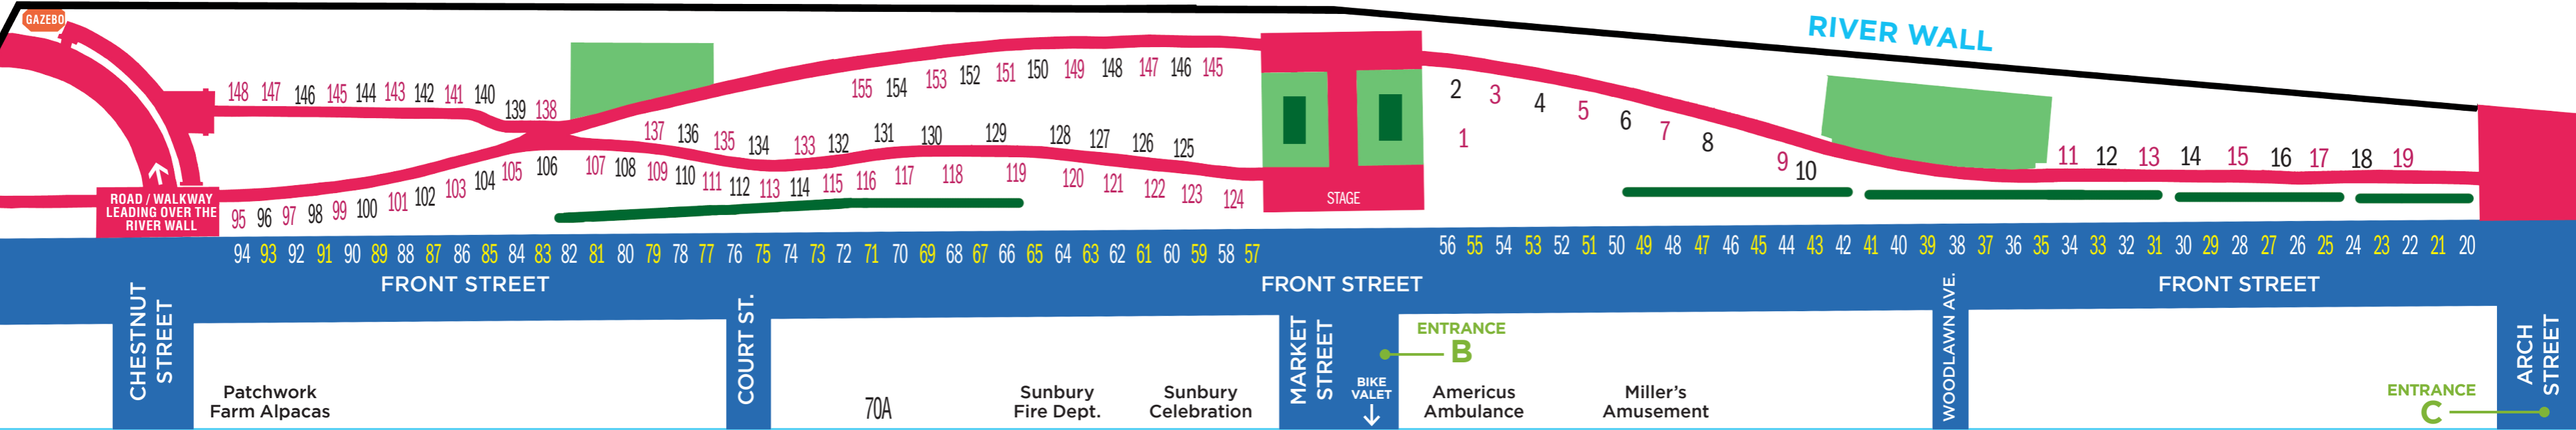 GAZEBO
RIVER WALL
148 147 146 145 144 143 142 141 140 139 138
155 154 153 152 151 150 149 148 147 146 145
2 3 4 5 6 7 8 9 10
1
137 136 135 134 133 132 131 130 129 128 127 126 125
11 12 13 14 15 16 17 18 19
ROAD / WALKWAY
LEADING OVER THE
RIVER WALL
95 96 97 98 99 100 101 102 103 104 105 106 107 108 109 110 111 112 113 114 115 116 117 118 119 120 121 122 123 124
STAGE
94 93 92 91 90 89 88 87 86 85 84 83 82 81 80 79 78 77 76 75 74 73 72 71 70 69 68 67 66 65 64 63 62 61 60 59 58 57
56 55 54 53 52 51 50 49 48 47 46 45 44 43 42 41 40 39 38 37 36 35 34 33 32 31 30 29 28 27 26 25 24 23 22 21 20
FRONT STREET
FRONT STREET
FRONT STREET
CHESTNUT
STREET
Patchwork
Farm Alpacas
COURT ST.
70A
Sunbury
Fire Dept.
Sunbury
Celebration
MARKET
STREET
BIKE
VALET
ENTRANCE
B
Americus
Ambulance
Miller's
Amusement
WOODLAWN AVE.
ENTRANCE
C
ARCH
STREET